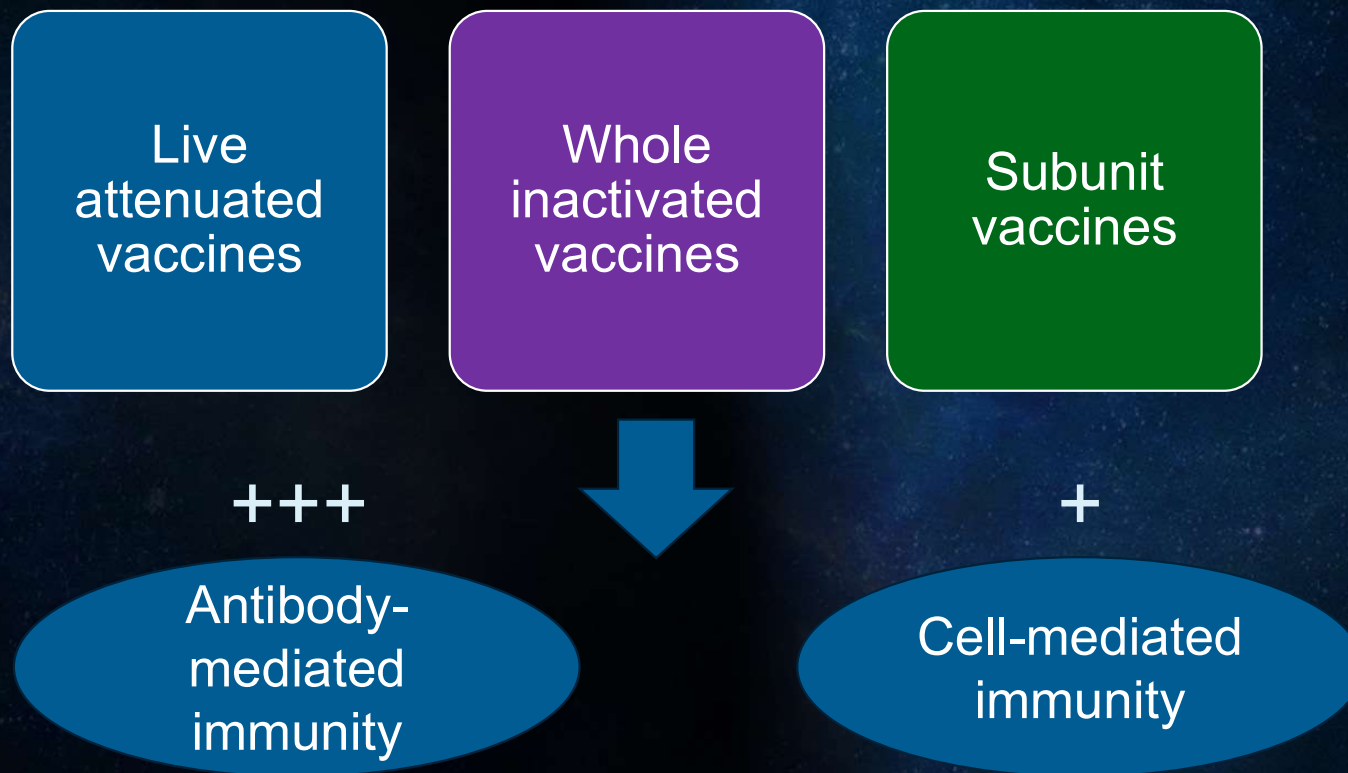 Live
attenuated
vaccines
Whole
inactivated
vaccines
Subunit
vaccines
+++
+
Antibody-
mediated
immunity
Cell-mediated
immunity